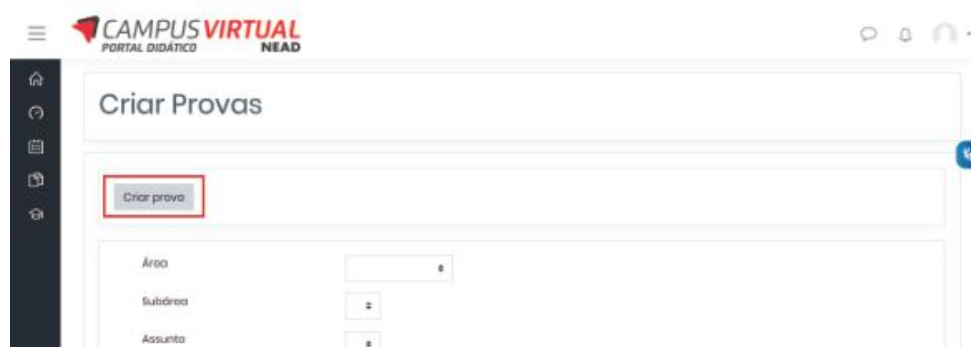 CAMPUS VIRTUAL
PORTAL DIDÁTICO NEAD
Criar Provas
Criar prova
Área
Subárea
Assunto